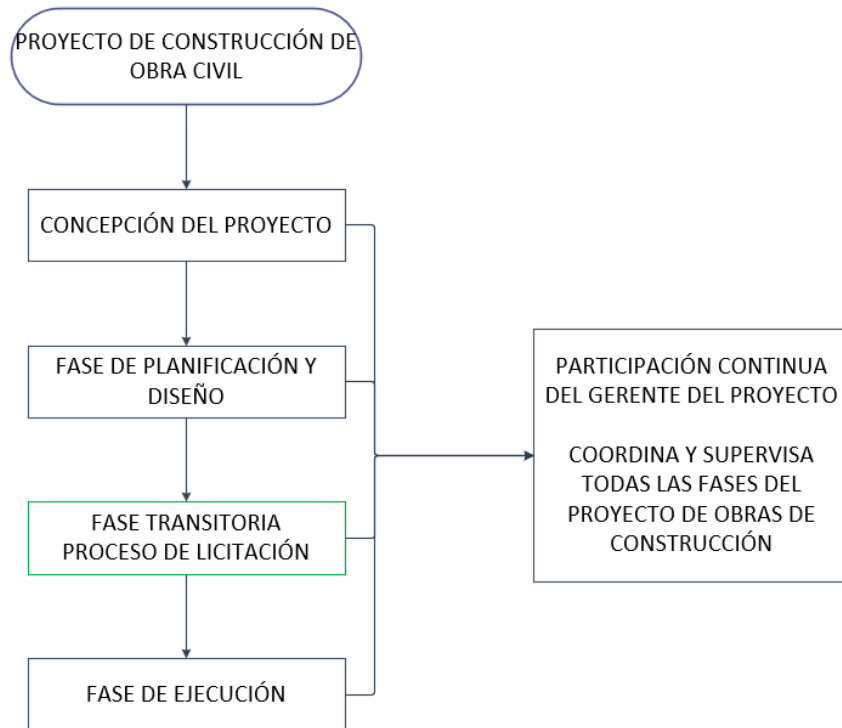 PROYECTO DE CONSTRUCCIÓN DE
OBRA CIVIL
CONCEPCIÓN DEL PROYECTO
FASE DE PLANIFICACIÓN Y
DISEÑO
FASE TRANSITORIA
PROCESO DE LICITACIÓN
FASE DE EJECUCIÓN
PARTICIPACIÓN CONTINUA
DEL GERENTE DEL PROYECTO
COORDINA Y SUPERVISA
TODAS LAS FASES DEL
PROYECTO DE OBRAS DE
CONSTRUCCIÓN